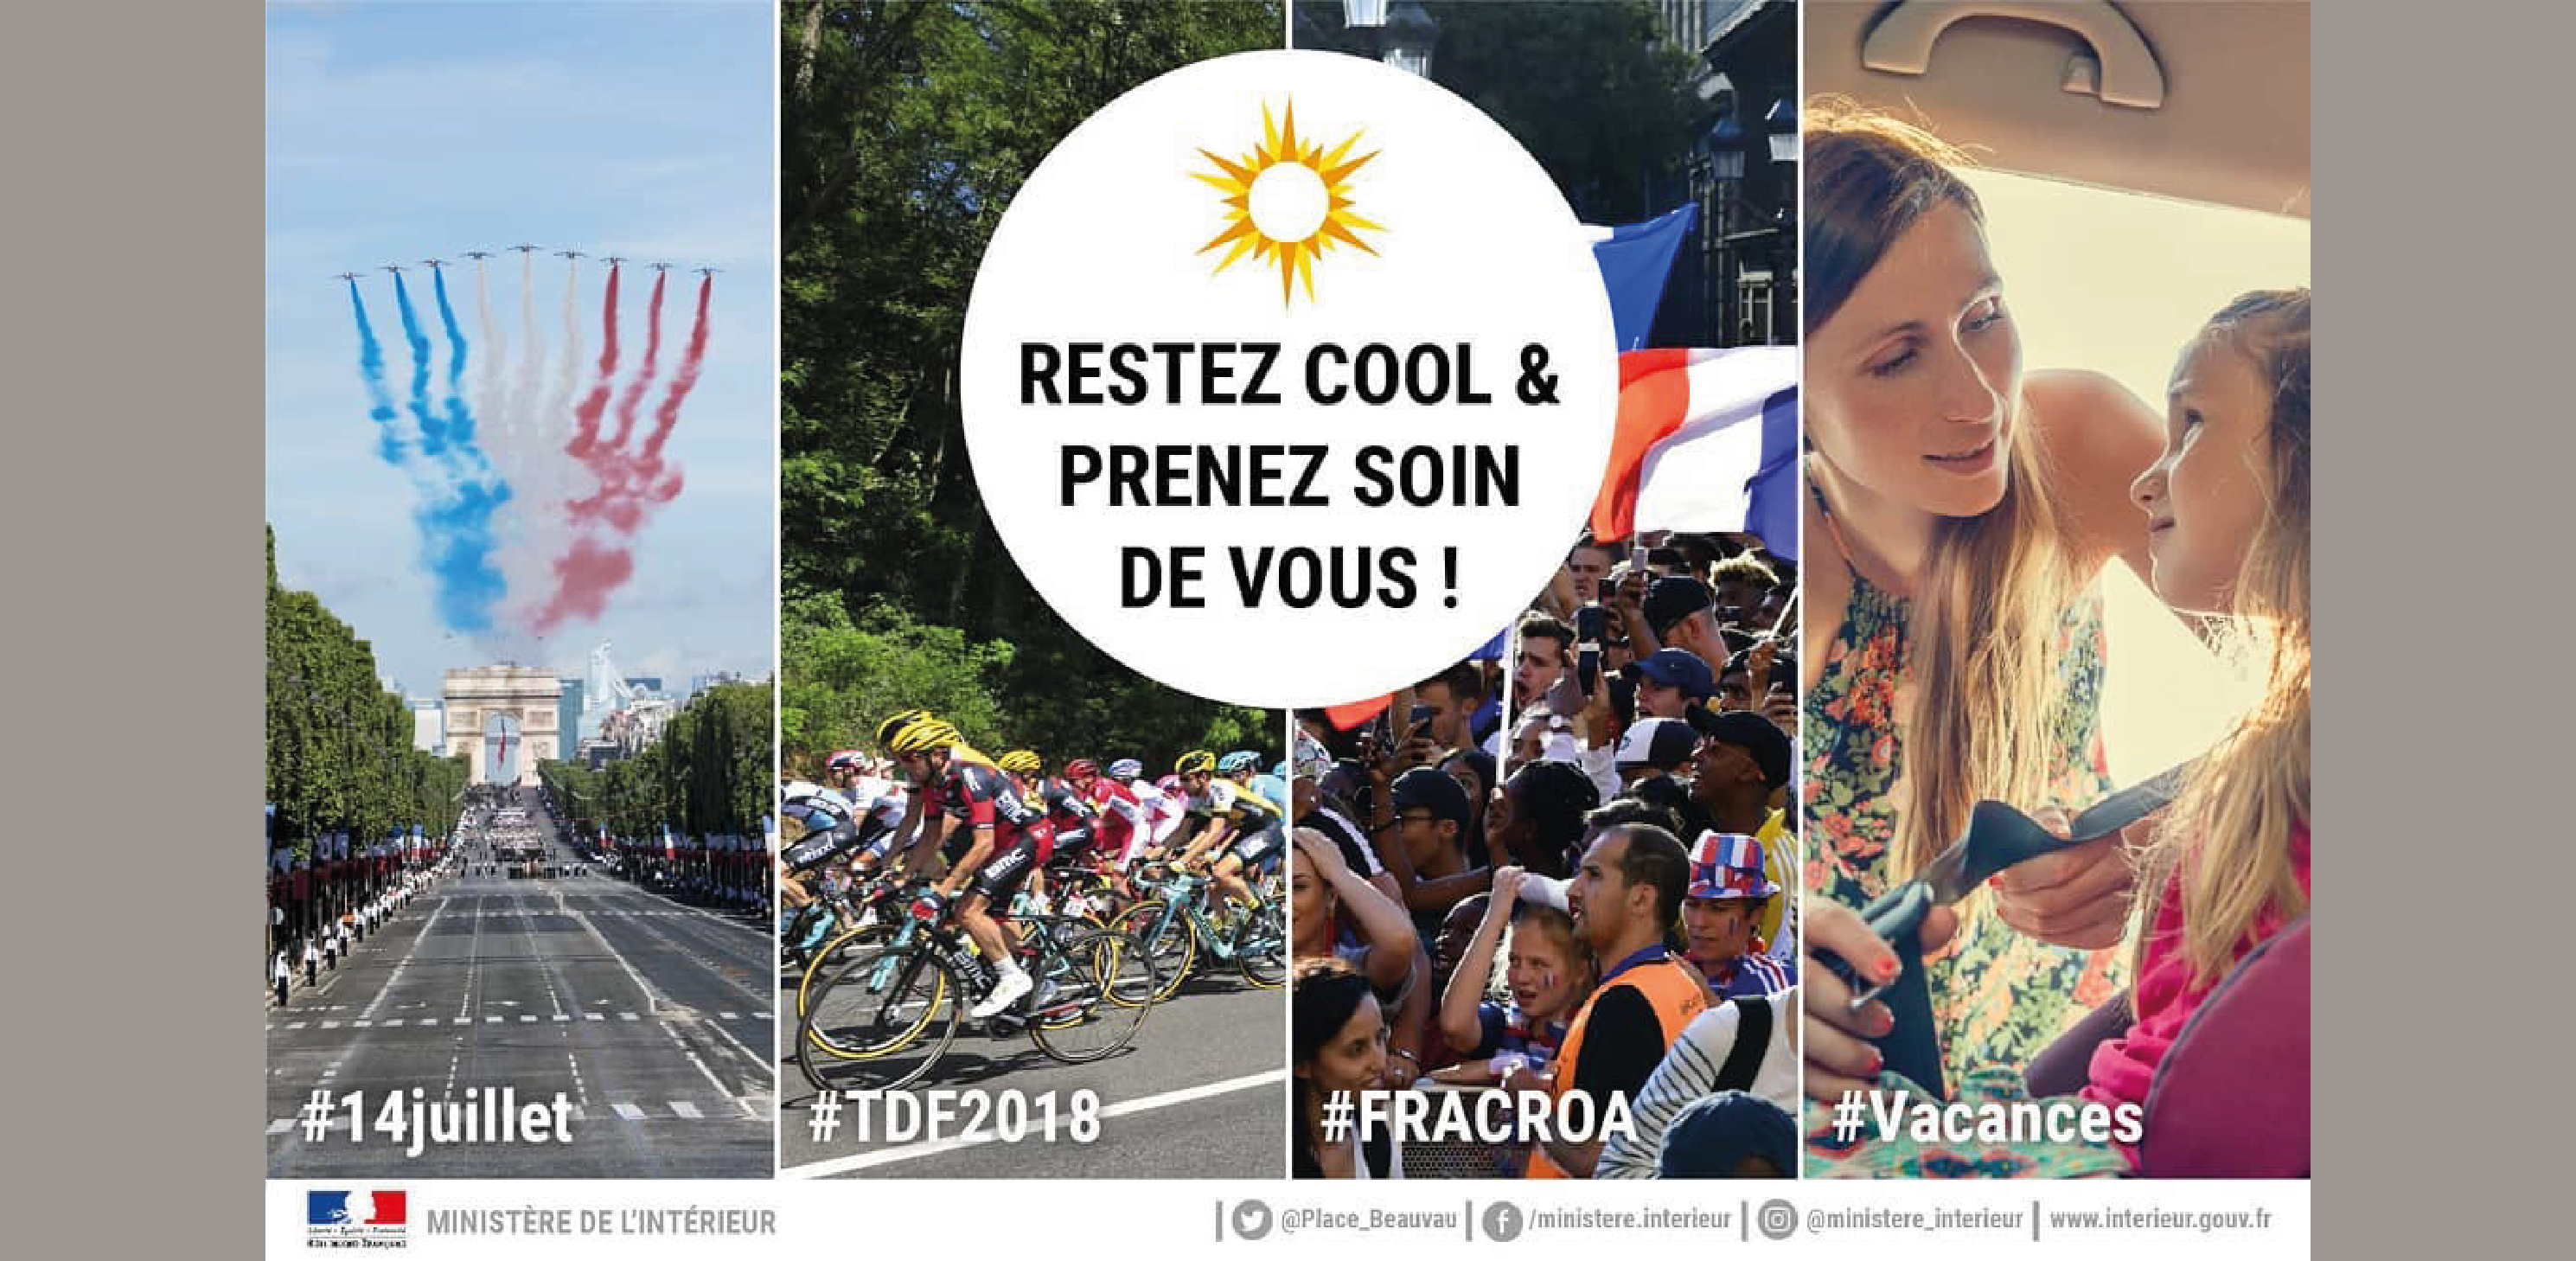 RESTEZ COOL &
PRENEZ SOIN
DE VOUS !
#14juillet
#TDF2018
#FRACROA
#Vacances
Liberté • Égalité • Fraternité
RÉPUBLIQUE FRANÇAISE
MINISTÈRE DE L'INTÉRIEUR
@Place_Beauvau
/ministere.interieur
@ministere_interieur
www.interieur.gouv.fr
BMC